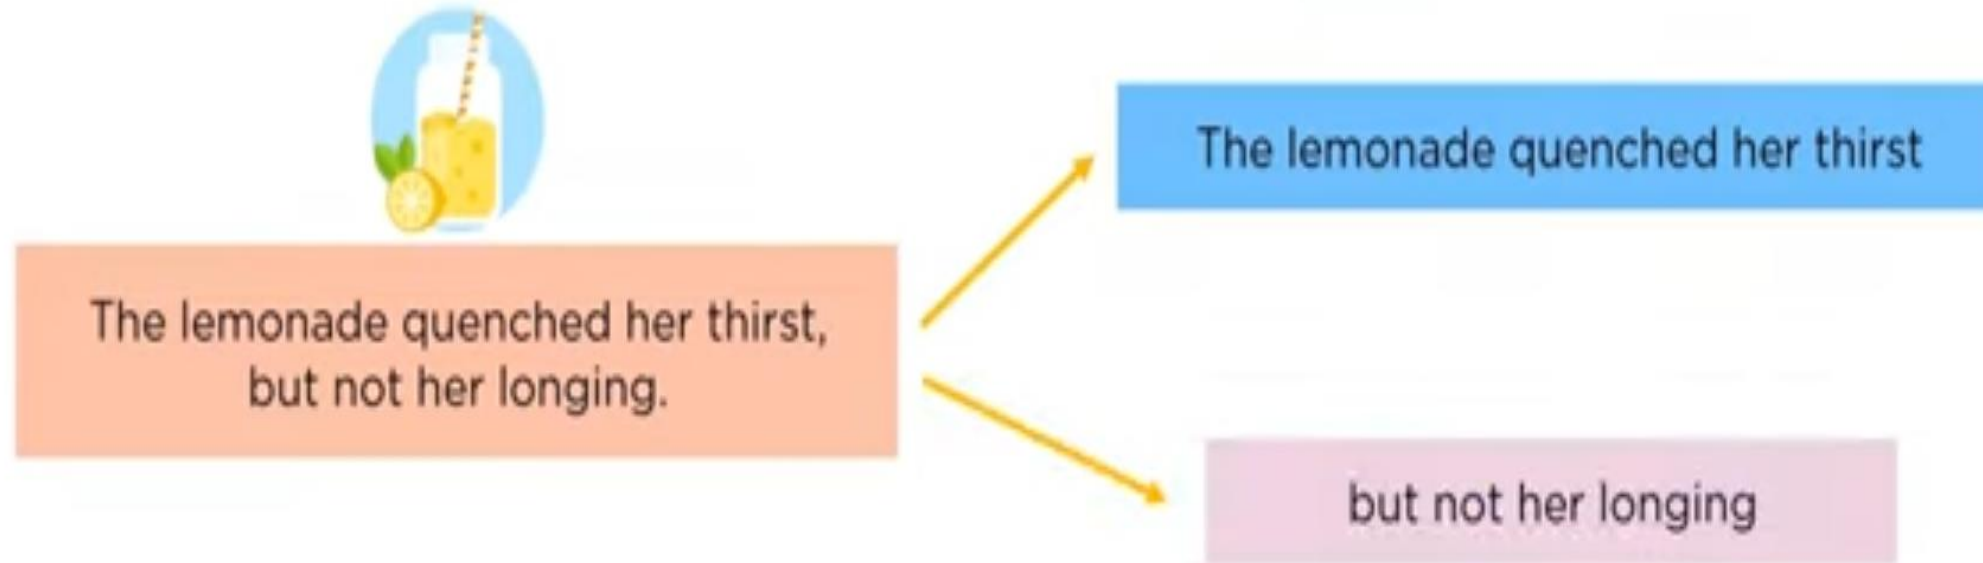 The lemonade quenched her thirst,
but not her longing.
The lemonade quenched her thirst
but not her longing